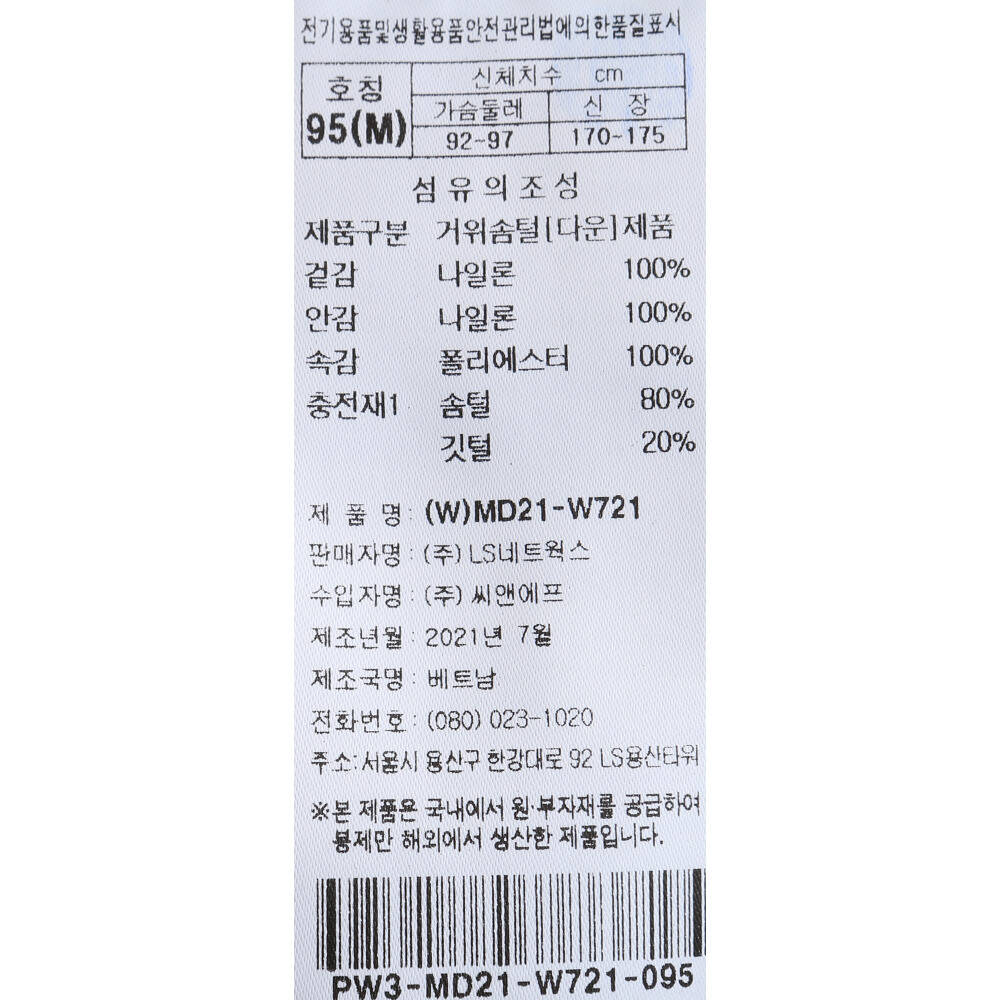 전기용품및생활용품안전관리법에의한품질표시
호칭 신체치수 cm
95(M) 가슴둘레 신 장
92~97 170~175
섬유의조성
제품구분 거위솜털[다운]제품
겉감 나일론 100%
안감 나일론 100%
속감 폴리에스터 100%
충전재1 솜털 80%
깃털 20%
제 품 명: (W)MD21-W721
판매자명: (주)LS네트웍스
수입자명: (주)씨앤에프
제조년월: 2021년 7월
제조국명: 베트남
전화번호: (080) 023-1020
주소:서울시 용산구 한강대로 92 LS용산타워
※본 제품은 국내에서 원·부자재를 공급하여
봉제만 해외에서 생산한 제품입니다.
PW3-MD21-W721-095